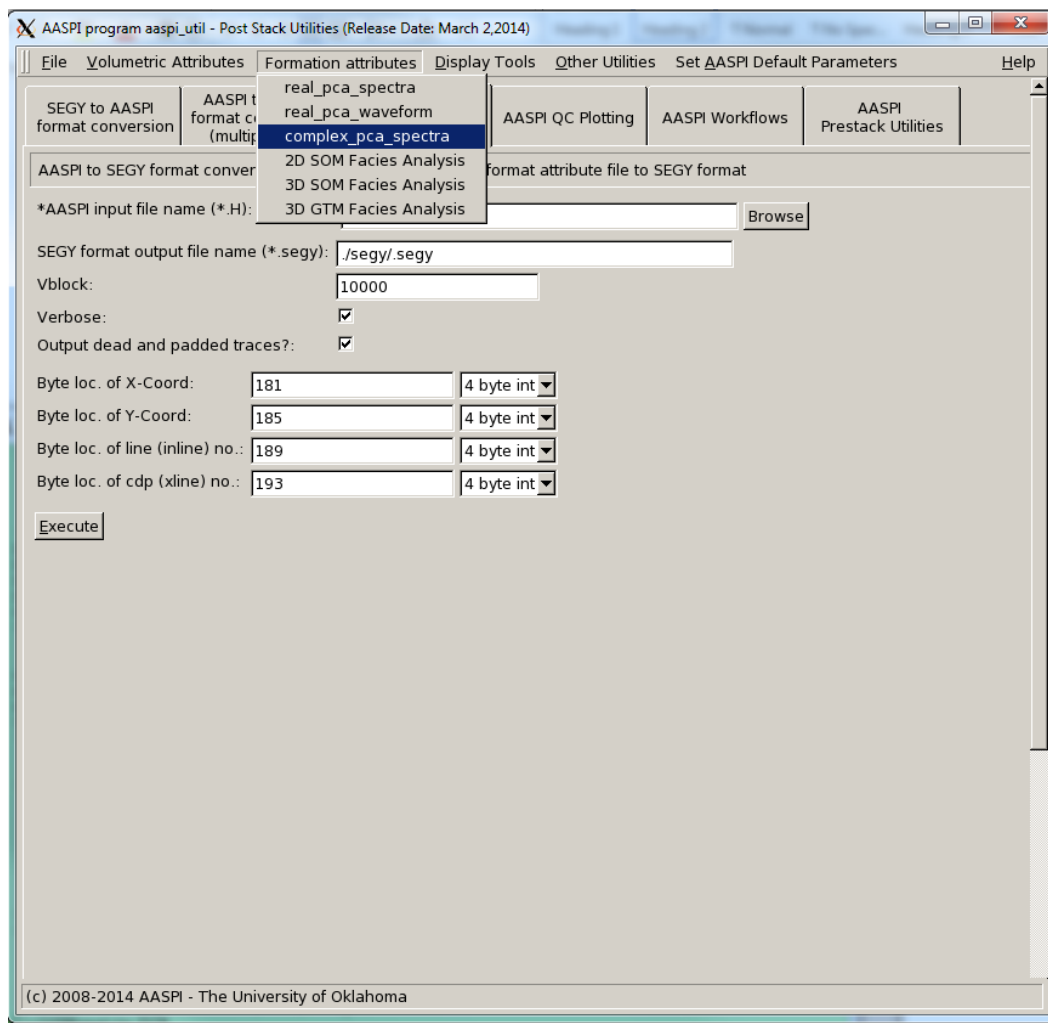 AASPI program aaspi_util - Post Stack Utilities (Release Date: March 2,2014)
File Volumetric Attributes Formation attributes Display Tools Other Utilities Set AASPI Default Parameters Help
real_pca_spectra
real_pca_waveform
complex_pca_spectra
2D SOM Facies Analysis
3D SOM Facies Analysis
3D GTM Facies Analysis
SEGY to AASPI
format conversion
AASPI
format
AASPI QC Plotting
AASPI Workflows
AASPI
Prestack Utilities
AASPI to SEGY format attribute file to SEGY format
*AASPI input file name (*.H): Browse
SEGY format output file name (*.segy): ./segy/.segy
Vblock: 10000
Verbose:
Output dead and padded traces?:
Byte loc. of X-Coord: 181 4 byte int
Byte loc. of Y-Coord: 185 4 byte int
Byte loc. of line (inline) no.: 189 4 byte int
Byte loc. of cdp (xline) no.: 193 4 byte int
Execute
(c) 2008-2014 AASPI - The University of Oklahoma